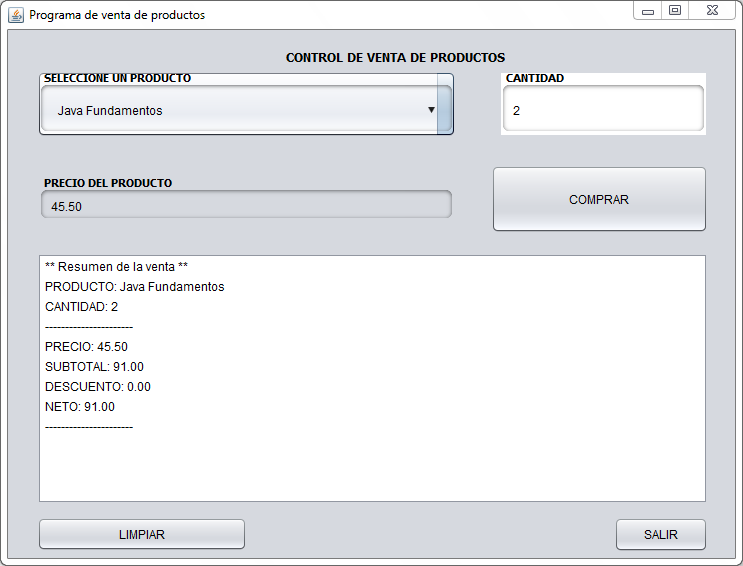 Programa de venta de productos
CONTROL DE VENTA DE PRODUCTOS
SELECCIONE UN PRODUCTO
Java Fundamentos
CANTIDAD
2
PRECIO DEL PRODUCTO
45.50
COMPRAR
** Resumen de la venta **
PRODUCTO: Java Fundamentos
CANTIDAD: 2
----------------------
PRECIO: 45.50
SUBTOTAL: 91.00
DESCUENTO: 0.00
NETO: 91.00
----------------------
LIMPIAR
SALIR